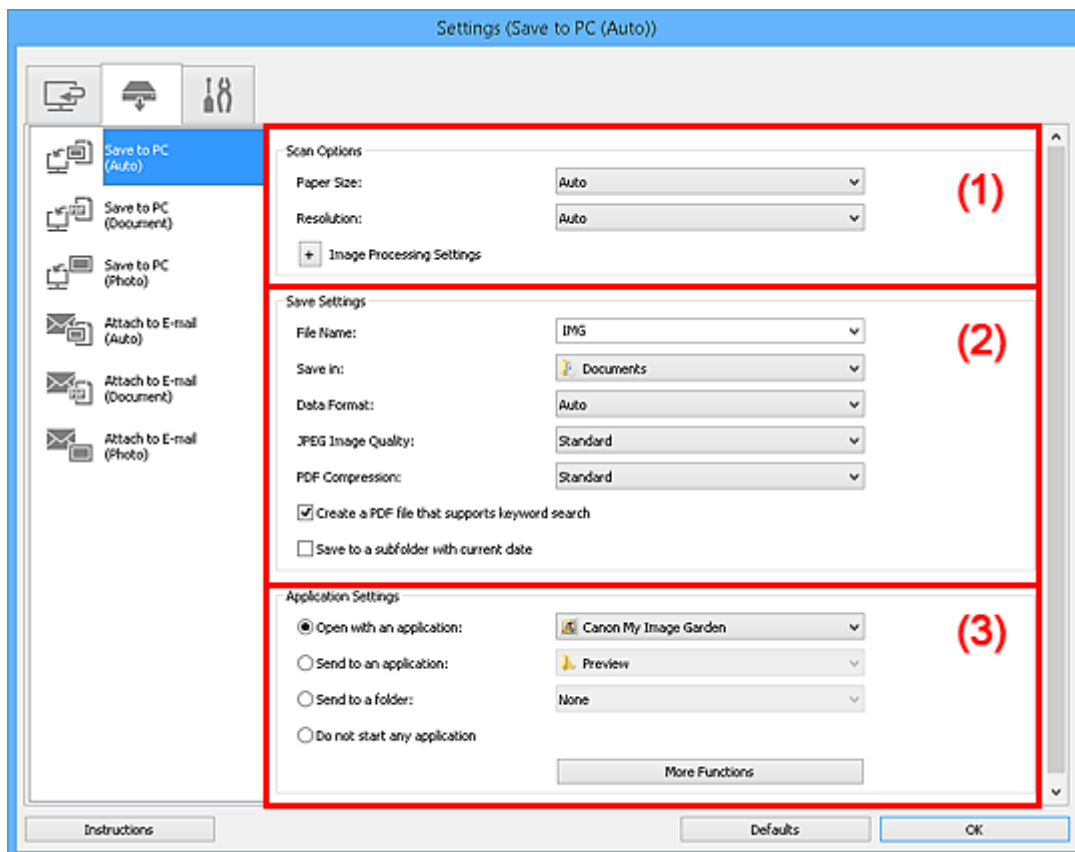 Settings (Save to PC (Auto))
Save to PC
(Auto)
Save to PC
(Document)
Save to PC
(Photo)
Attach to E-mail
(Auto)
Attach to E-mail
(Document)
Attach to E-mail
(Photo)
Scan Options
(1)
Paper Size: Auto
Resolution: Auto
+ Image Processing Settings
Save Settings
(2)
File Name: IMG
Save in: Documents
Data Format: Auto
JPEG Image Quality: Standard
PDF Compression: Standard
Create a PDF file that supports keyword search
Save to a subfolder with current date
Application Settings
(3)
Open with an application: Canon My Image Garden
Send to an application: Preview
Send to a folder: None
Do not start any application
More Functions
Instructions Defaults OK